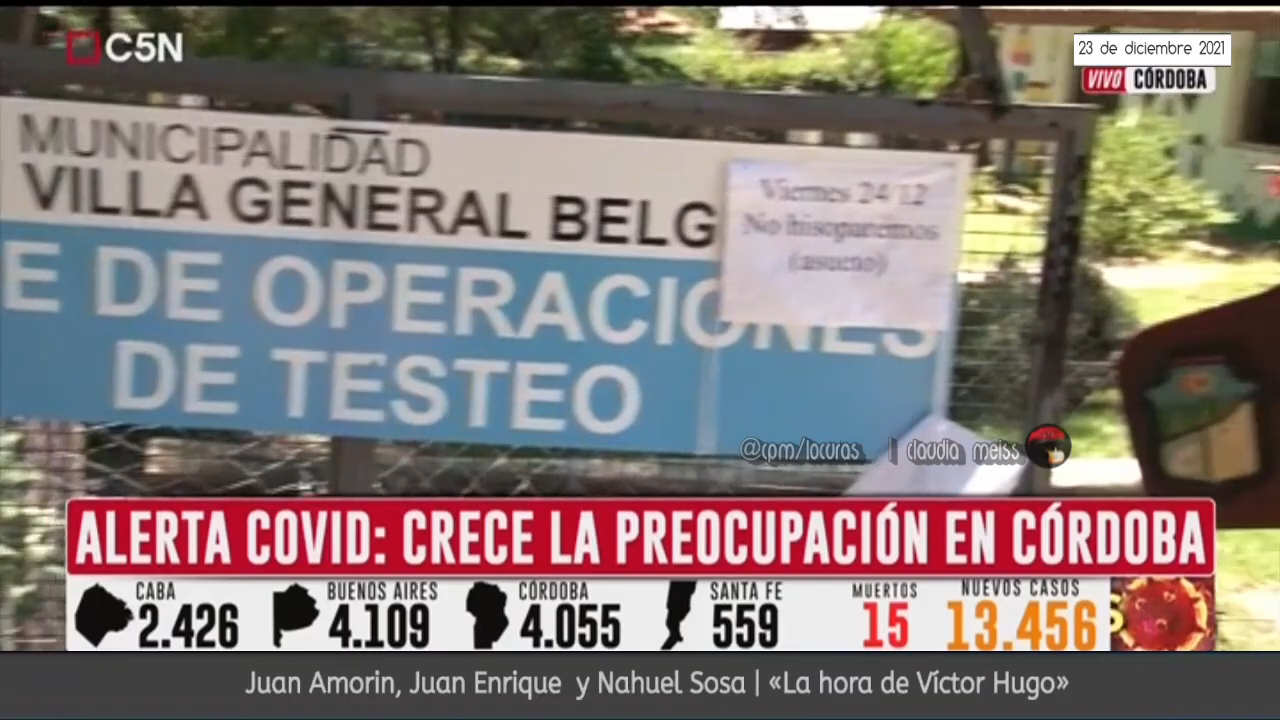 C5N
23 de diciembre 2021
VIVO CÓRDOBA
MUNICIPALIDAD
VILLA GENERAL BELG
E DE OPERACIONES
DE TESTEO
Viernes 24/12
No hisoparemos
(asueto)
@cpm/locuras | claudia meiss
ALERTA COVID: CRECE LA PREOCUPACIÓN EN CÓRDOBA
CABA
2.426
BUENOS AIRES
4.109
CÓRDOBA
4.055
SANTA FE
559
MUERTOS
15
NUEVOS CASOS
13.456
Juan Amorin, Juan Enrique y Nahuel Sosa | «La hora de Víctor Hugo»